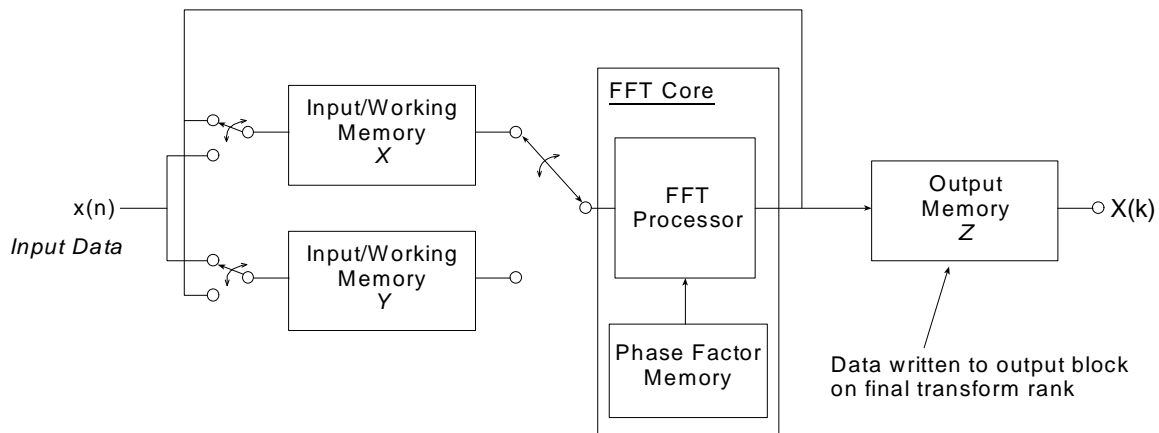 FFT Core
Input/Working
Memory
X
FFT
Processor
Output
Memory
Z
X(k)
x(n)
Input Data
Input/Working
Memory
Y
Phase Factor
Memory
Data written to output block
on final transform rank